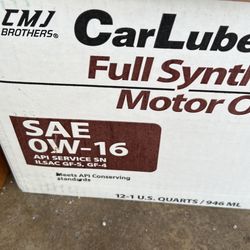 CMJ
BROTHERS®
CarLube
Full Synth
Motor O
SAE
0W-16
API SERVICE SN
ILSAC GF-5, GF-4
Meets API Conserving
standards
12-1 U.S. QUARTS / 946 ML